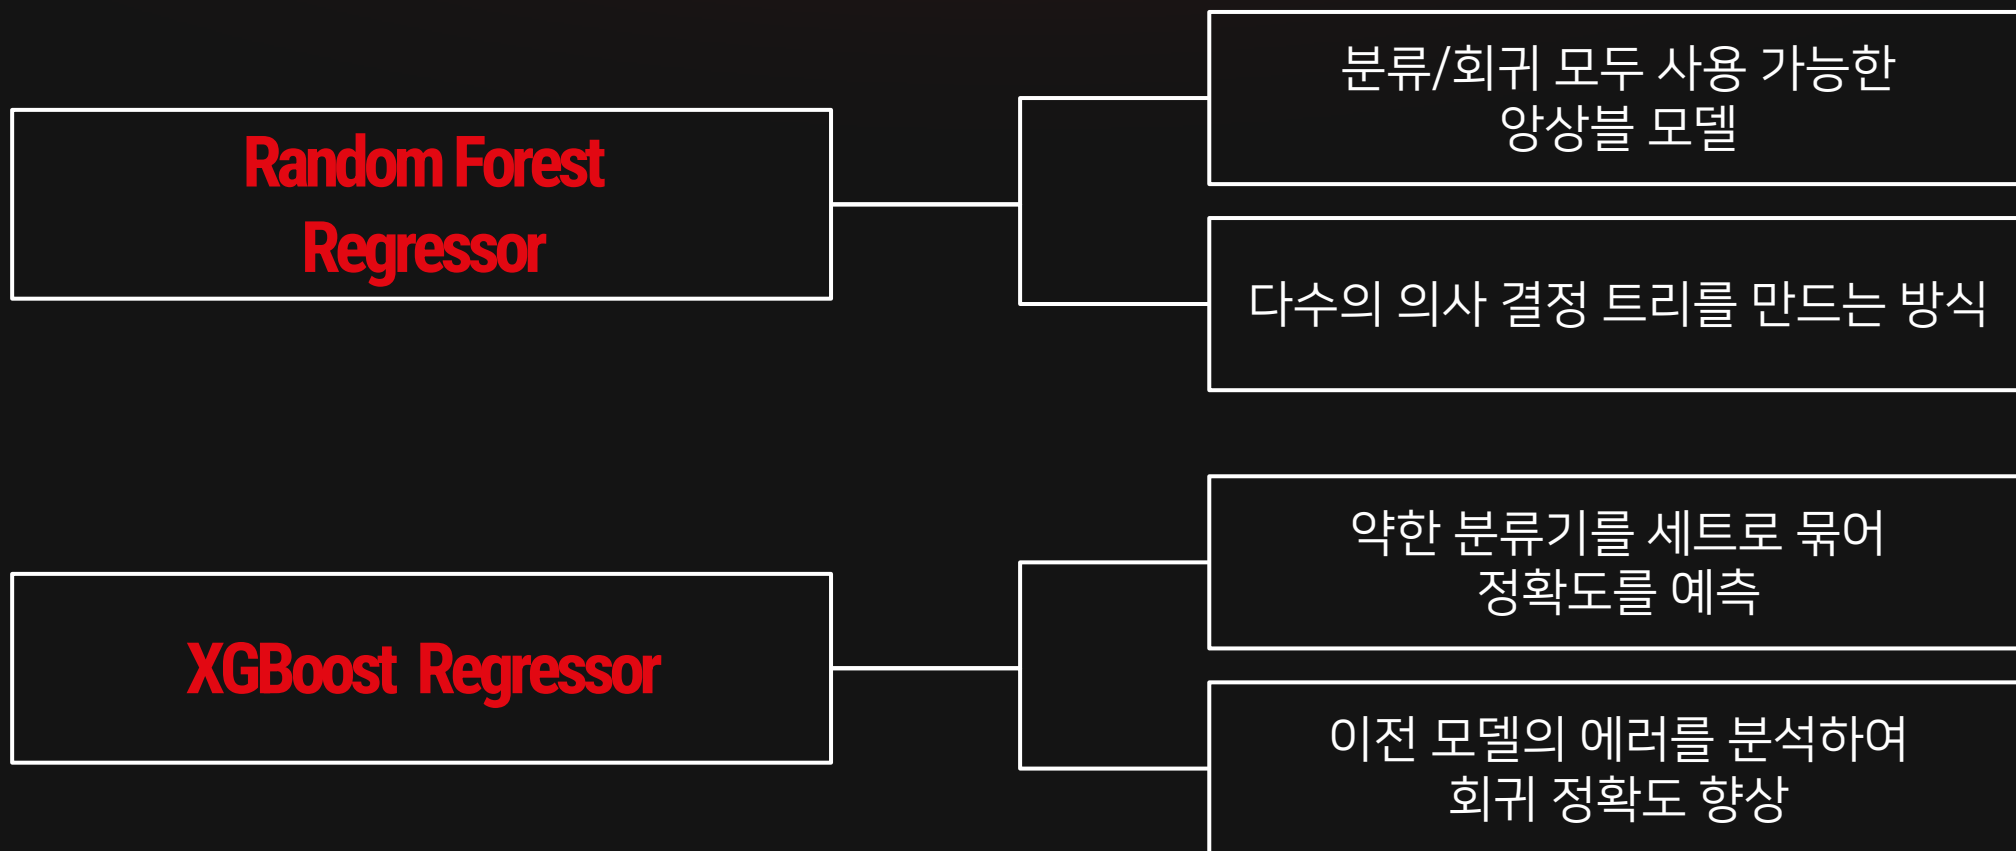 Random Forest
Regressor
분류/회귀 모두 사용 가능한
앙상블 모델
다수의 의사 결정 트리를 만드는 방식
XGBoost Regressor
약한 분류기를 세트로 묶어
정확도를 예측
이전 모델의 에러를 분석하여
회귀 정확도 향상